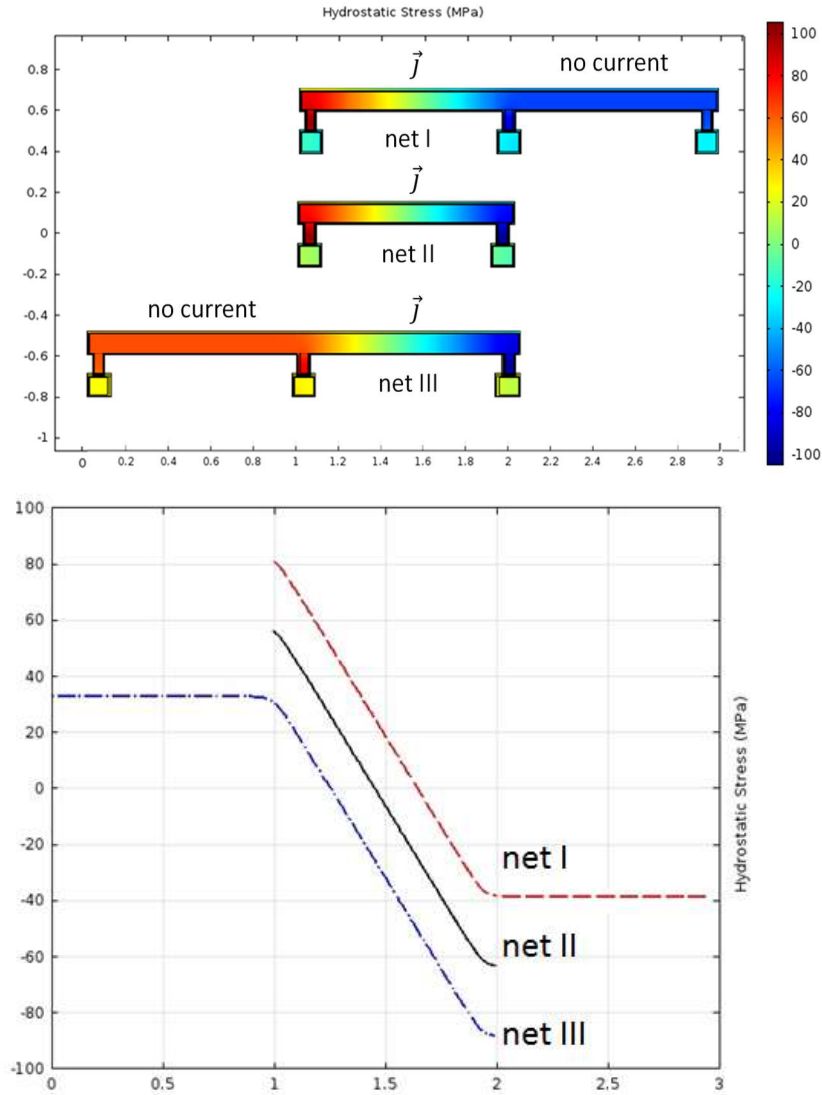 Hydrostatic Stress (MPa)
100
80
60
40
20
0
-20
-40
-60
-80
-100
0.8
0.6
0.4
0.2
0
-0.2
-0.4
-0.6
-0.8
-1
j⃗ no current
net I
j⃗
net II
no current j⃗
net III
0 0.2 0.4 0.6 0.8 1 1.2 1.4 1.6 1.8 2 2.2 2.4 2.6 2.8 3
100
80
60
40
20
0
-20
-40
-60
-80
-100
net I
net II
net III
Hydrostatic Stress (MPa)
0 0.5 1 1.5 2 2.5 3